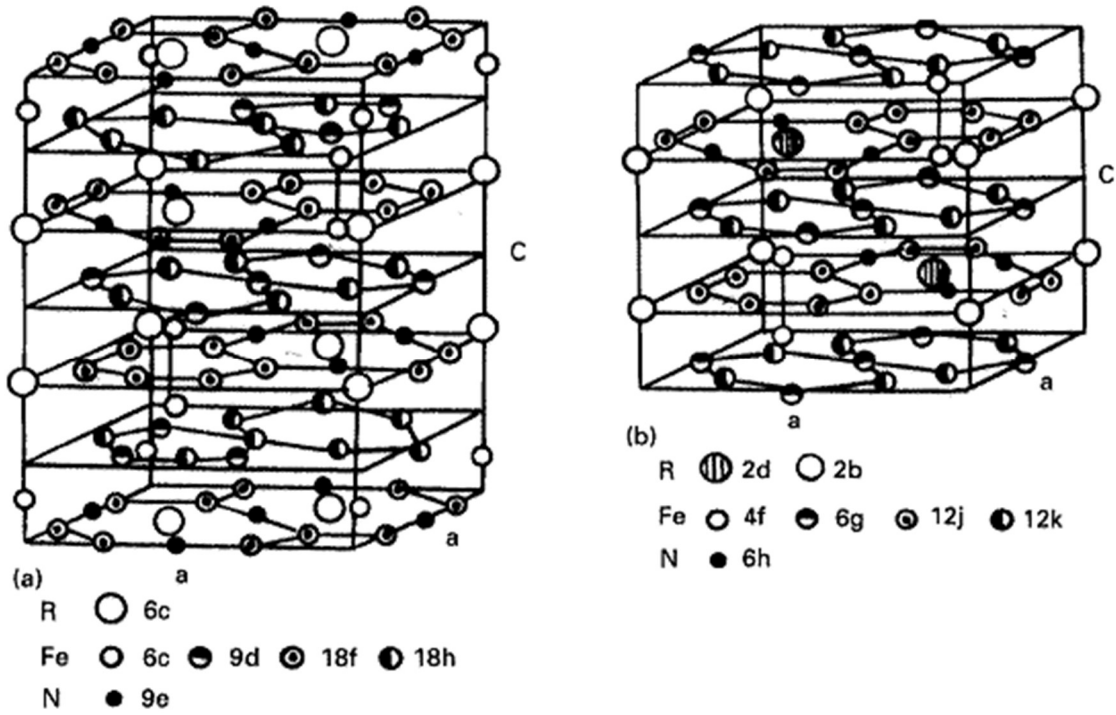 C
a
a
(a)
R 6c
Fe 6c 9d 18f 18h
N 9e
C
a
a
(b)
R 2d 2b
Fe 4f 6g 12j 12k
N 6h